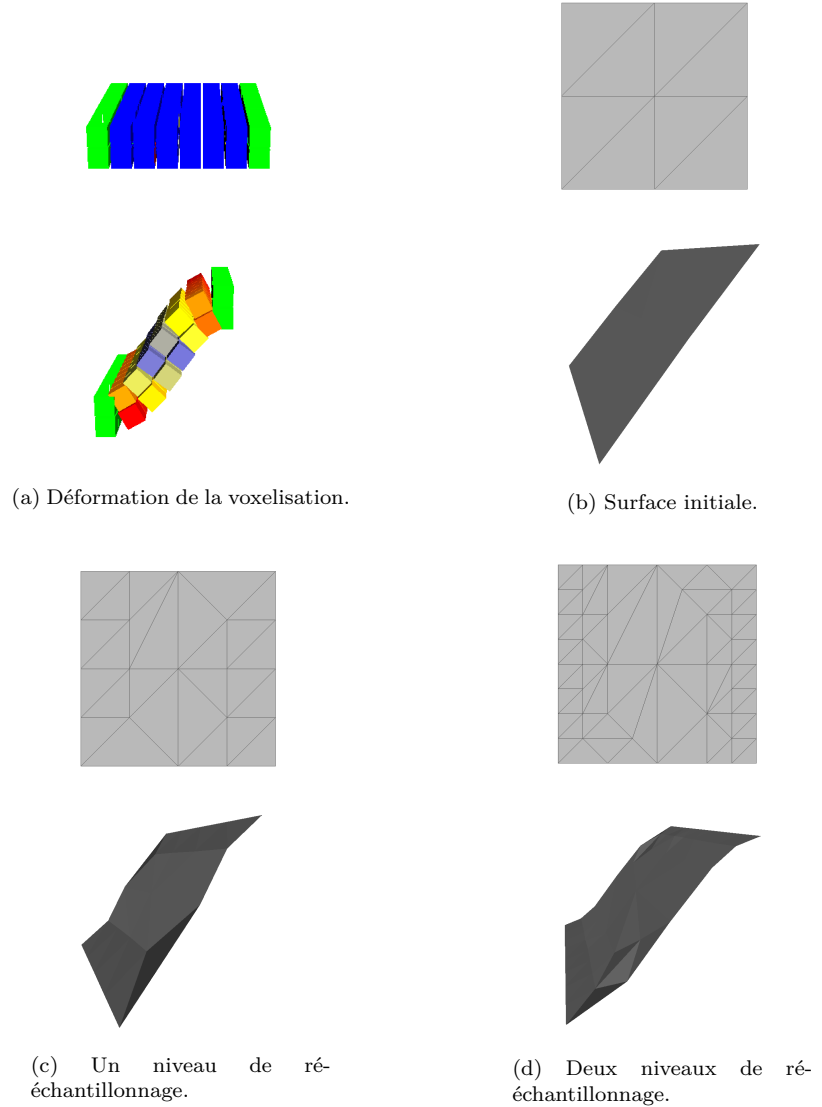 (a) Déformation de la voxelisation.
(b) Surface initiale.
(c) Un niveau de ré-
échantillonnage.
(d) Deux niveaux de ré-
échantillonnage.